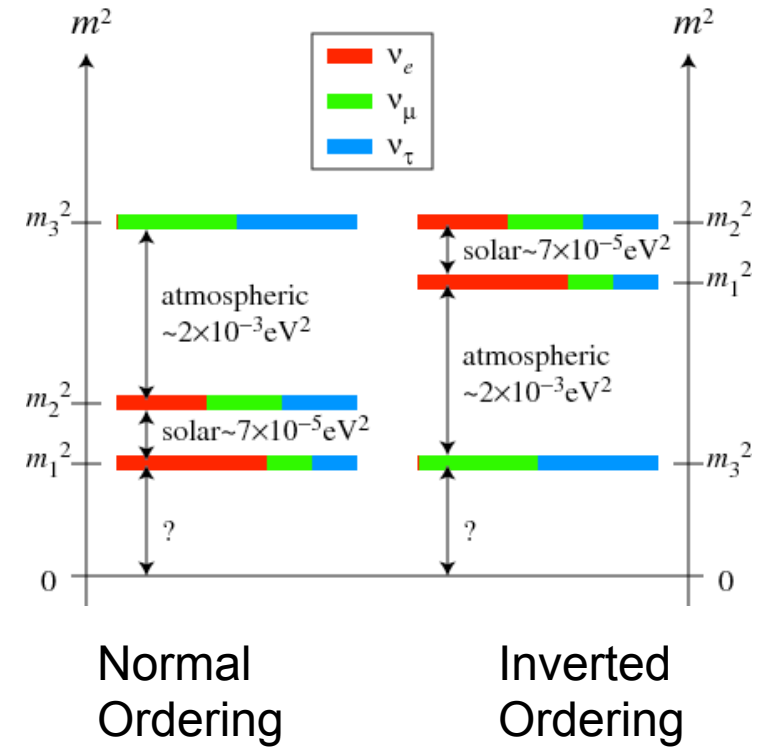 m²
m²
νe
νμ
ντ
m₃²
m₂²
solar~7×10⁻⁵eV²
m₁²
atmospheric
~2×10⁻³eV²
atmospheric
~2×10⁻³eV²
m₂²
solar~7×10⁻⁵eV²
m₁²
m₃²
?
?
0
0
Normal
Ordering
Inverted
Ordering